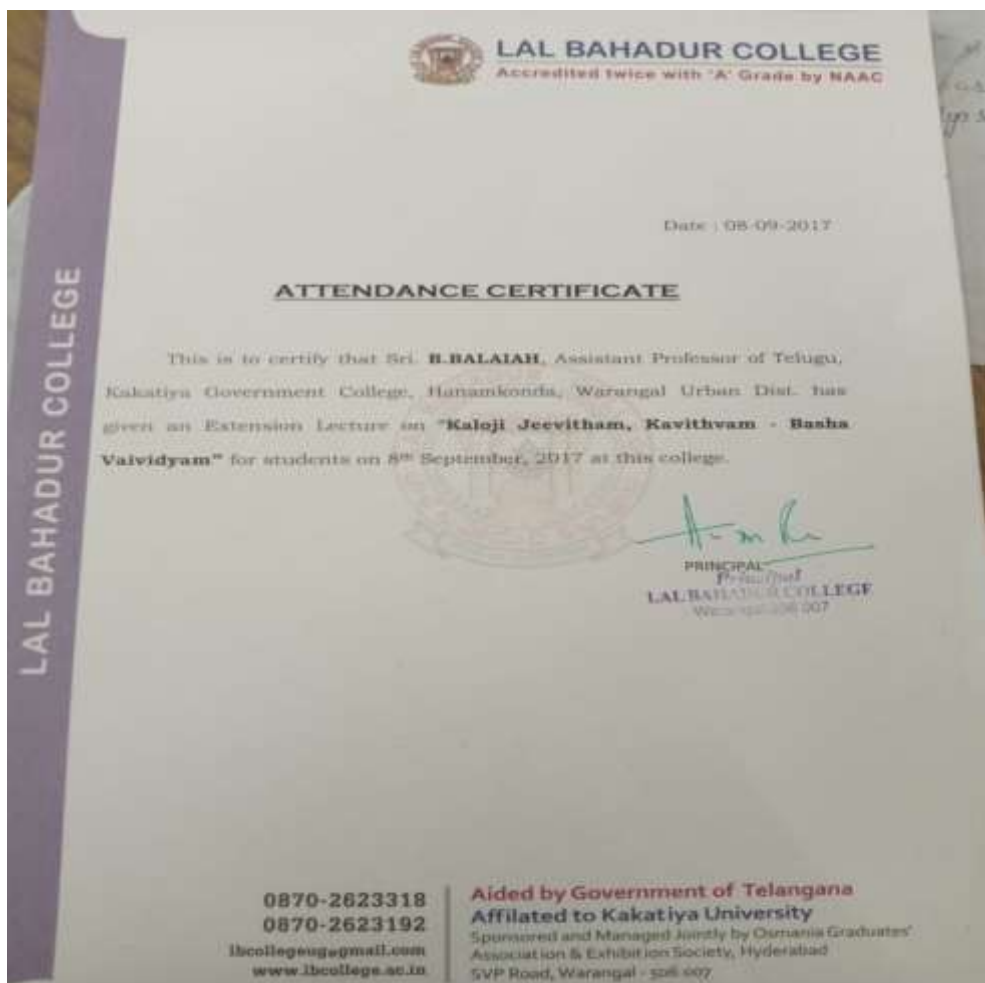 LAL BAHADUR COLLEGE
Accredited twice with 'A' Grade by NAAC
Date : 08-09-2017
ATTENDANCE CERTIFICATE
This is to certify that Sri. B.BALAIAH, Assistant Professor of Telugu,
Kakatiya Government College, Hanamkonda, Warangal Urban Dist. has
given an Extension Lecture on "Kaloji Jeevitham, Kavithvam - Basha
Vaividyam" for students on 8th September, 2017 at this college.
PRINCIPAL
Principal
LAL BAHADUR COLLEGE
LAL BAHADUR COLLEGE
0870-2623318
0870-2623192
lbcollegeug@gmail.com
www.lbcollege.ac.in
Aided by Government of Telangana
Affilated to Kakatiya University
Sponsored and Managed Jointly by Osmania Graduates'
Association & Exhibition Society, Hyderabad
SVP Road, Warangal - 506 007